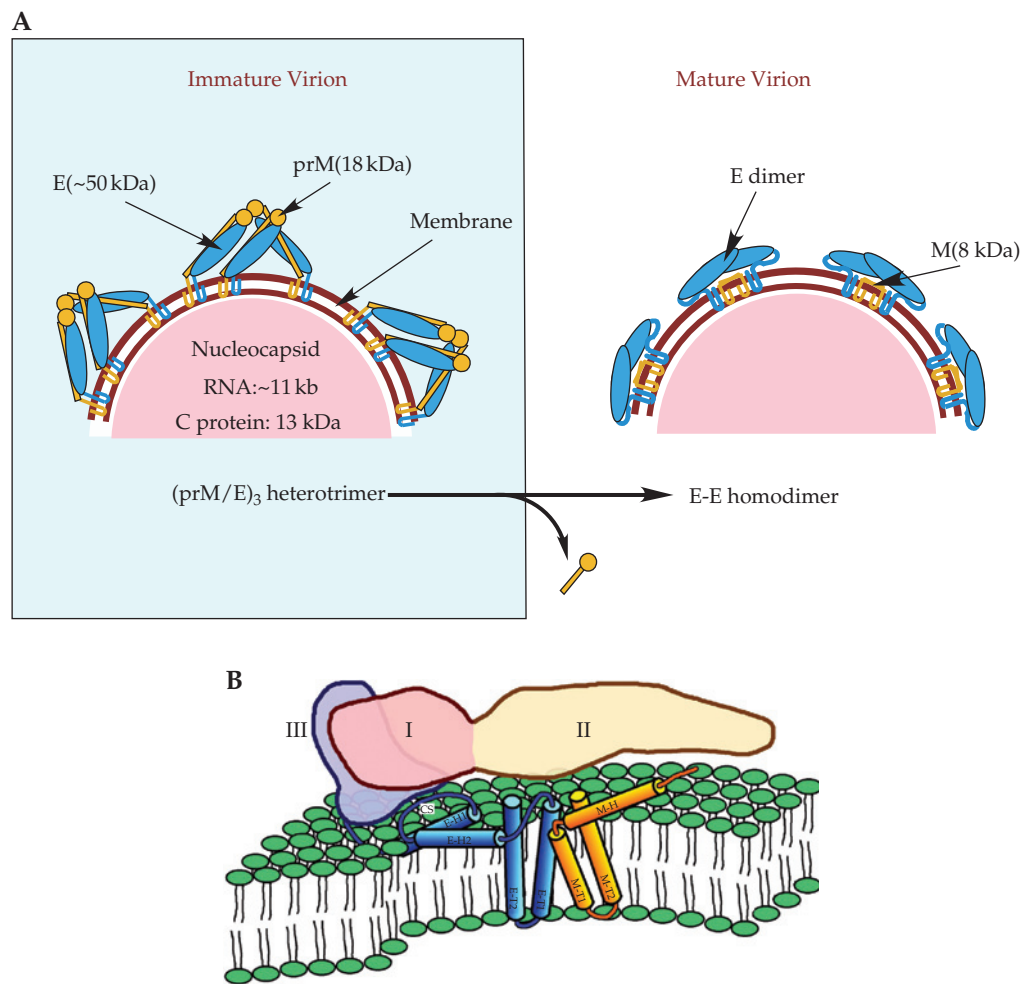 A
Immature Virion
Mature Virion
prM(18 kDa)
E(~50 kDa)
Membrane
E dimer
M(8 kDa)
Nucleocapsid
RNA:~11 kb
C protein: 13 kDa
(prM/E)₃ heterotrimer
E-E homodimer
B
III
I
II
CS
E-H1
E-H2
M-H
E-T2
E-T1
M-T1
M-T2